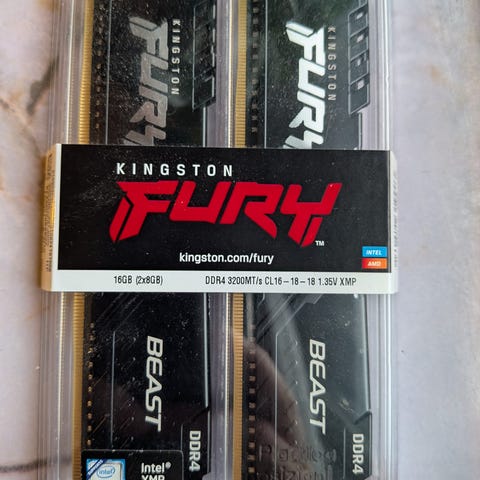 KINGSTON
FURY
KINGSTON
FURY
KINGSTON
FURY
TM
kingston.com/fury
INTEL
AMD
16GB (2x8GB)
DDR4 3200MT/s CL16-18-18 1.35V XMP
BEAST
DDR4
intel
Intel®
XMP
BEAST
DDR4